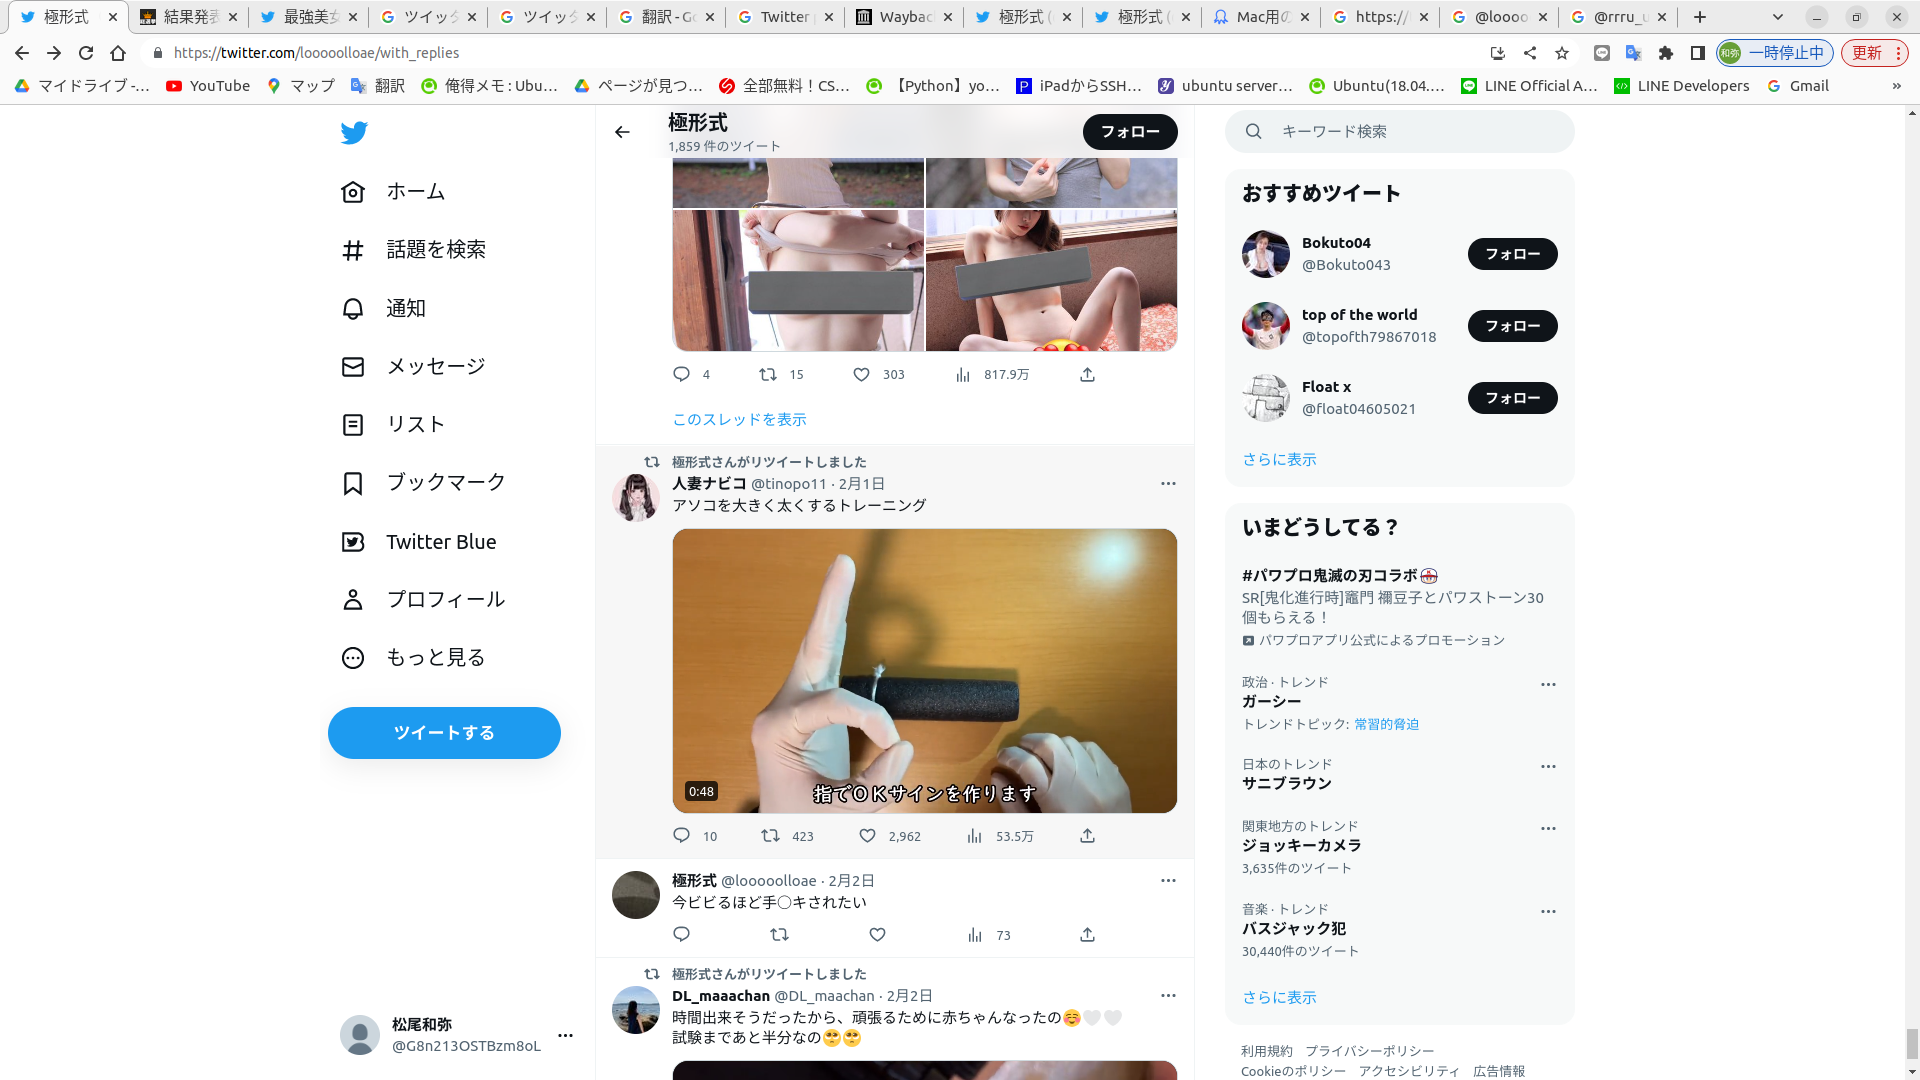 極形式
結果発表
最強美女
ツイッタ
ツイッタ
翻訳 - Go
Twitter
Wayback
極形式 (
極形式 (
Mac用の
https://
@loooo
@rrru_u
https://twitter.com/looooolloae/with_replies
和弥
一時停止中
更新
マイドライブ -...
YouTube
マップ
翻訳
俺得メモ : Ubu...
ページが見つ...
全部無料！CS...
【Python】yo...
iPadからSSH...
ubuntu server...
Ubuntu(18.04....
LINE Official A...
LINE Developers
Gmail
»
ホーム
話題を検索
通知
メッセージ
リスト
ブックマーク
Twitter Blue
プロフィール
もっと見る
ツイートする
松尾和弥
@G8n213OSTBzm8oL
極形式
1,859 件のツイート
フォロー
4
15
303
817.9万
このスレッドを表示
極形式さんがリツイートしました
人妻ナビコ @tinopo11 · 2月1日
アソコを大きく太くするトレーニング
指でOKサインを作ります
0:48
10
423
2,962
53.5万
極形式 @looooolloae · 2月2日
今ビビるほど手〇キされたい
73
極形式さんがリツイートしました
DL_maaachan @DL_maachan · 2月2日
時間出来そうだったから、頑張るために赤ちゃんなったの☺️🤍🤍
試験まであと半分なの🥺🥺
キーワード検索
おすすめツイート
Bokuto04
@Bokuto043
フォロー
top of the world
@topofth79867018
フォロー
Float x
@float04605021
フォロー
さらに表示
いまどうしてる？
#パワプロ鬼滅の刃コラボ
SR[鬼化進行時]竈門 禰豆子とパワストーン30
個もらえる！
パワプロアプリ公式によるプロモーション
政治 · トレンド
ガーシー
トレンドトピック: 常習的脅迫
日本のトレンド
サニブラウン
関東地方のトレンド
ジョッキーカメラ
3,635件のツイート
音楽 · トレンド
バスジャック犯
30,440件のツイート
さらに表示
利用規約 プライバシーポリシー
Cookieのポリシー アクセシビリティ 広告情報